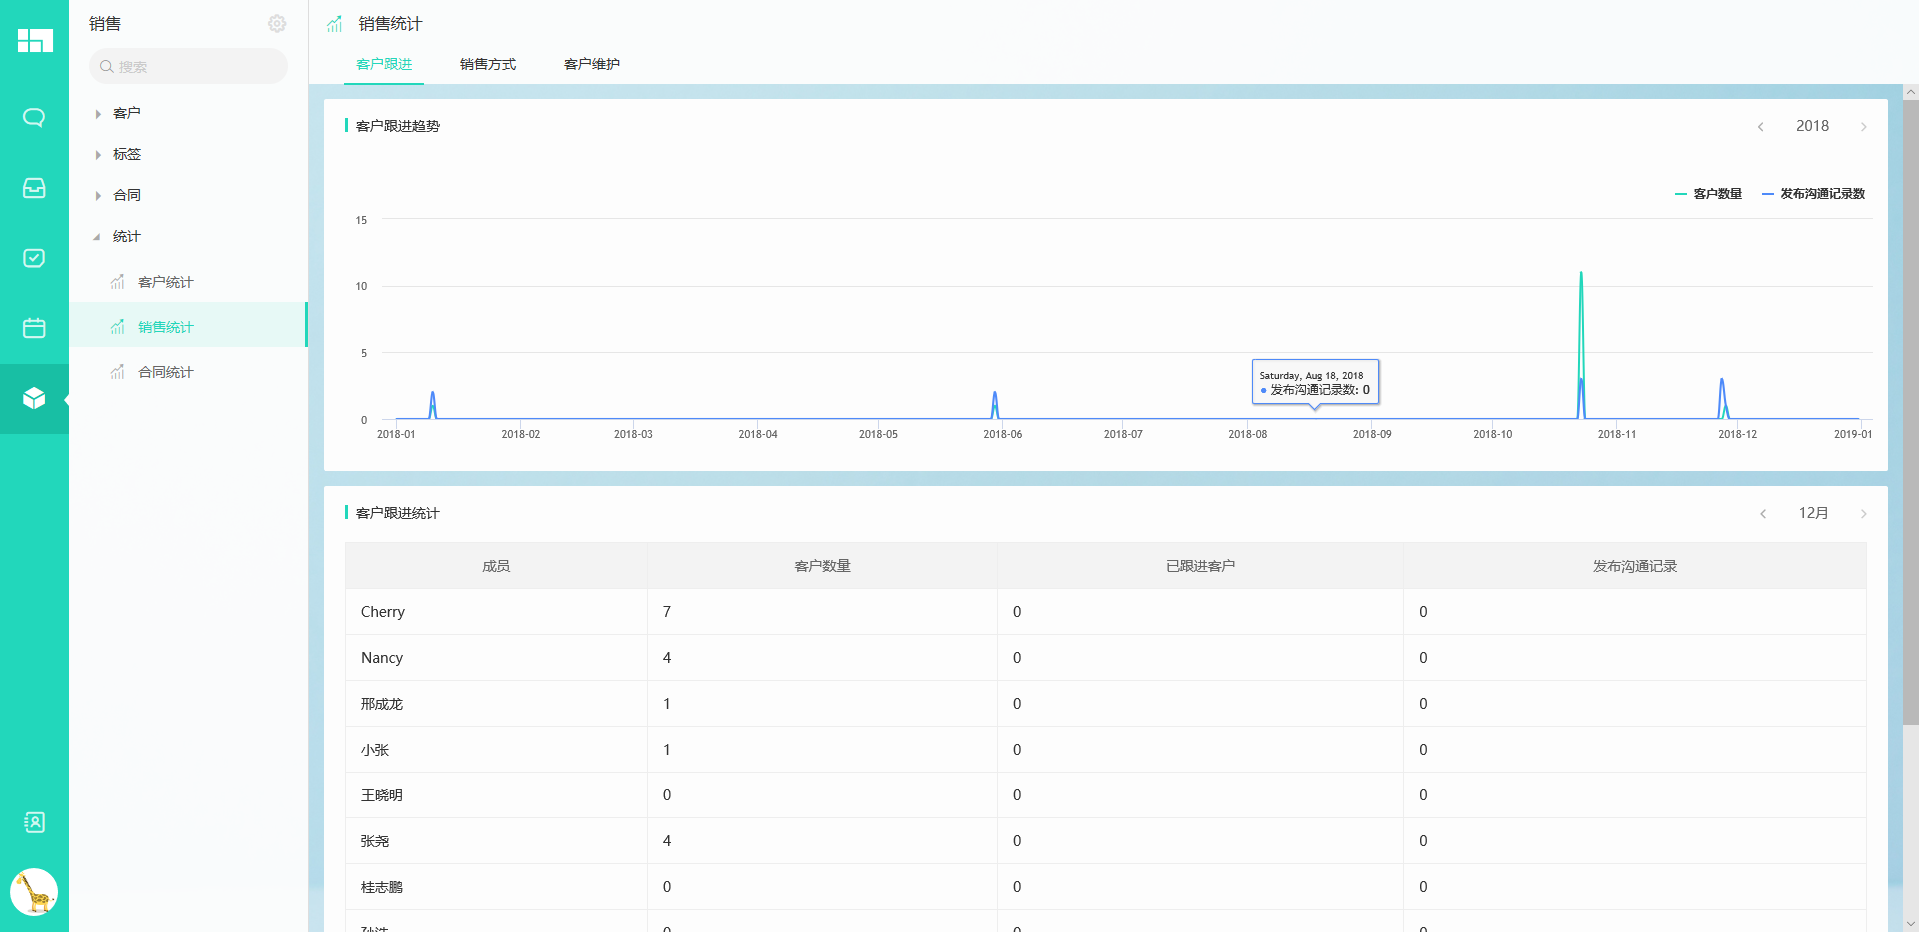 销售
搜索
客户
标签
合同
统计
客户统计
销售统计
合同统计
销售统计
客户跟进 销售方式 客户维护
客户跟进趋势 2018
客户数量 发布沟通记录数
15
10
5
0
Saturday, Aug 18, 2018
发布沟通记录数: 0
2018-01 2018-02 2018-03 2018-04 2018-05 2018-06 2018-07 2018-08 2018-09 2018-10 2018-11 2018-12 2019-01
客户跟进统计 12月
成员 客户数量 已跟进客户 发布沟通记录
Cherry 7 0 0
Nancy 4 0 0
邢成龙 1 0 0
小张 1 0 0
王晓明 0 0 0
张尧 4 0 0
桂志鹏 0 0 0
0 0 0